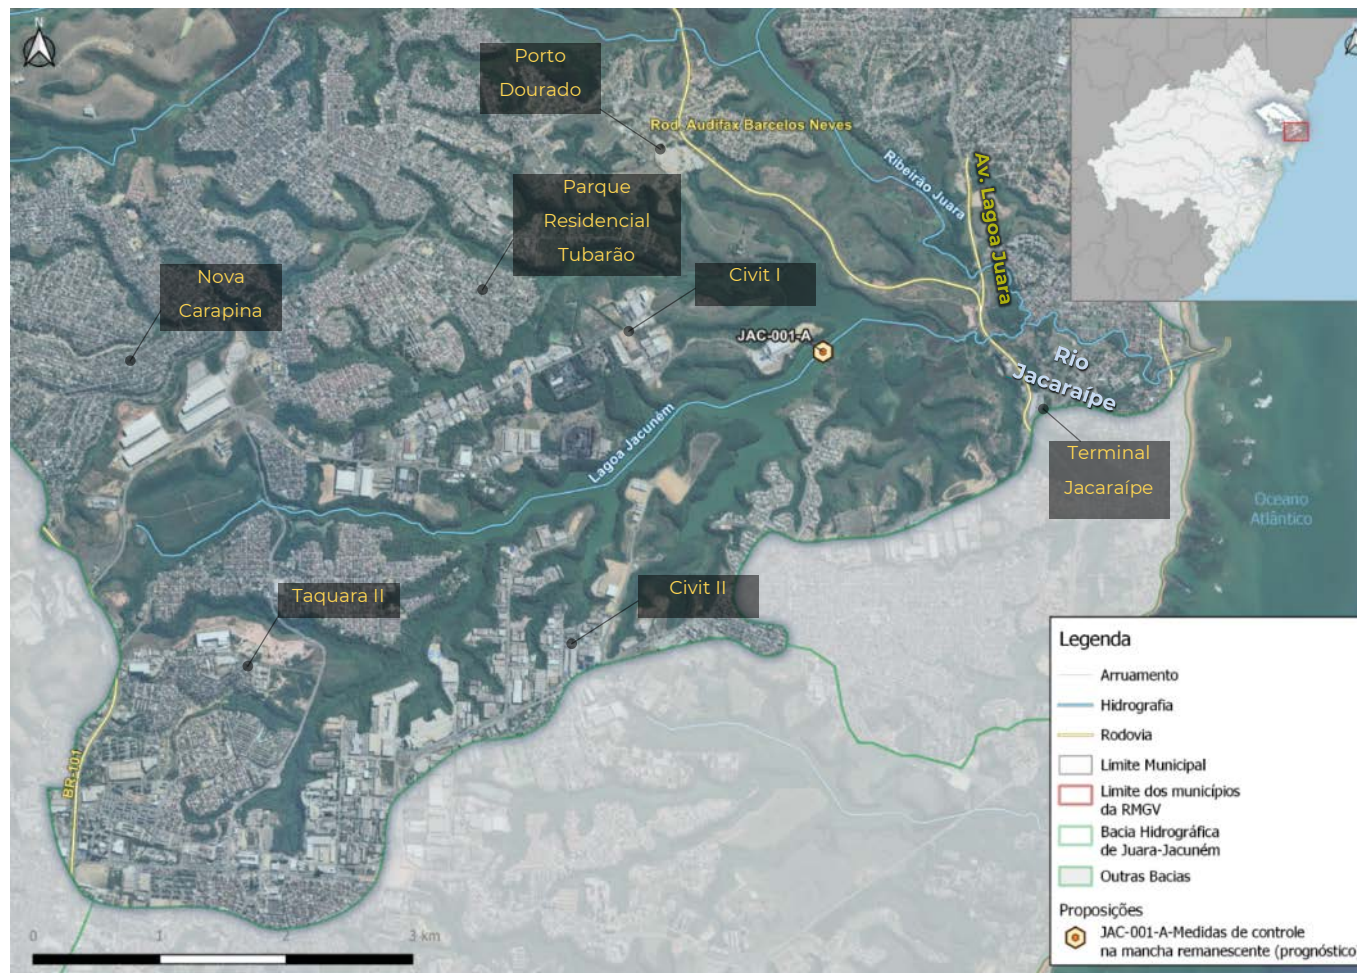 N
Porto
Dourado
Rod. Audifax Barcelos Neves
Ribeirão Juara
Av. Lagoa Juara
Parque
Residencial
Tubarão
Nova
Carapina
Civit I
JAC-001-A
Rio
Jacaraípe
Lagoa Jacuném
Terminal
Jacaraípe
Oceano
Atlântico
Taquara II
Civit II
BR-101
0 1 2 3 km
Legenda
Arruamento
Hidrografia
Rodovia
Limite Municipal
Limite dos municípios
da RMGV
Bacia Hidrográfica
de Juara-Jacuném
Outras Bacias
Proposições
JAC-001-A-Medidas de controle
na mancha remanescente (prognóstico